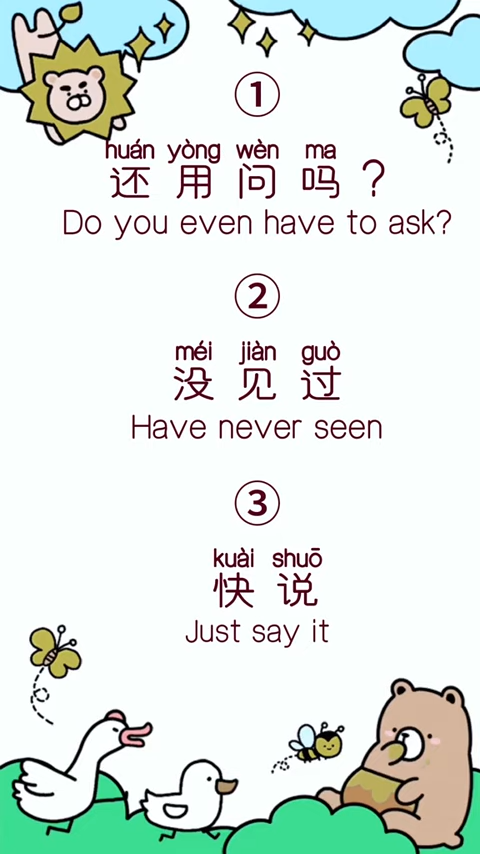 ①
huán yòng wèn ma
还用问吗？
Do you even have to ask?
②
méi jiàn guò
没见过
Have never seen
③
kuài shuō
快说
Just say it